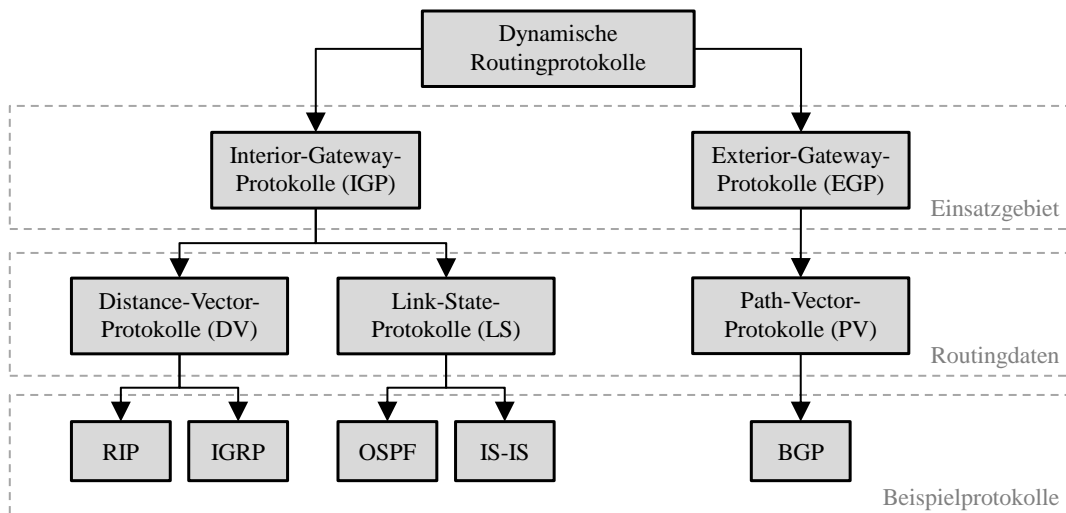 Dynamische
Routingprotokolle
Interior-Gateway-
Protokolle (IGP)
Exterior-Gateway-
Protokolle (EGP)
Einsatzgebiet
Distance-Vector-
Protokolle (DV)
Link-State-
Protokolle (LS)
Path-Vector-
Protokolle (PV)
Routingdaten
RIP
IGRP
OSPF
IS-IS
BGP
Beispielprotokolle